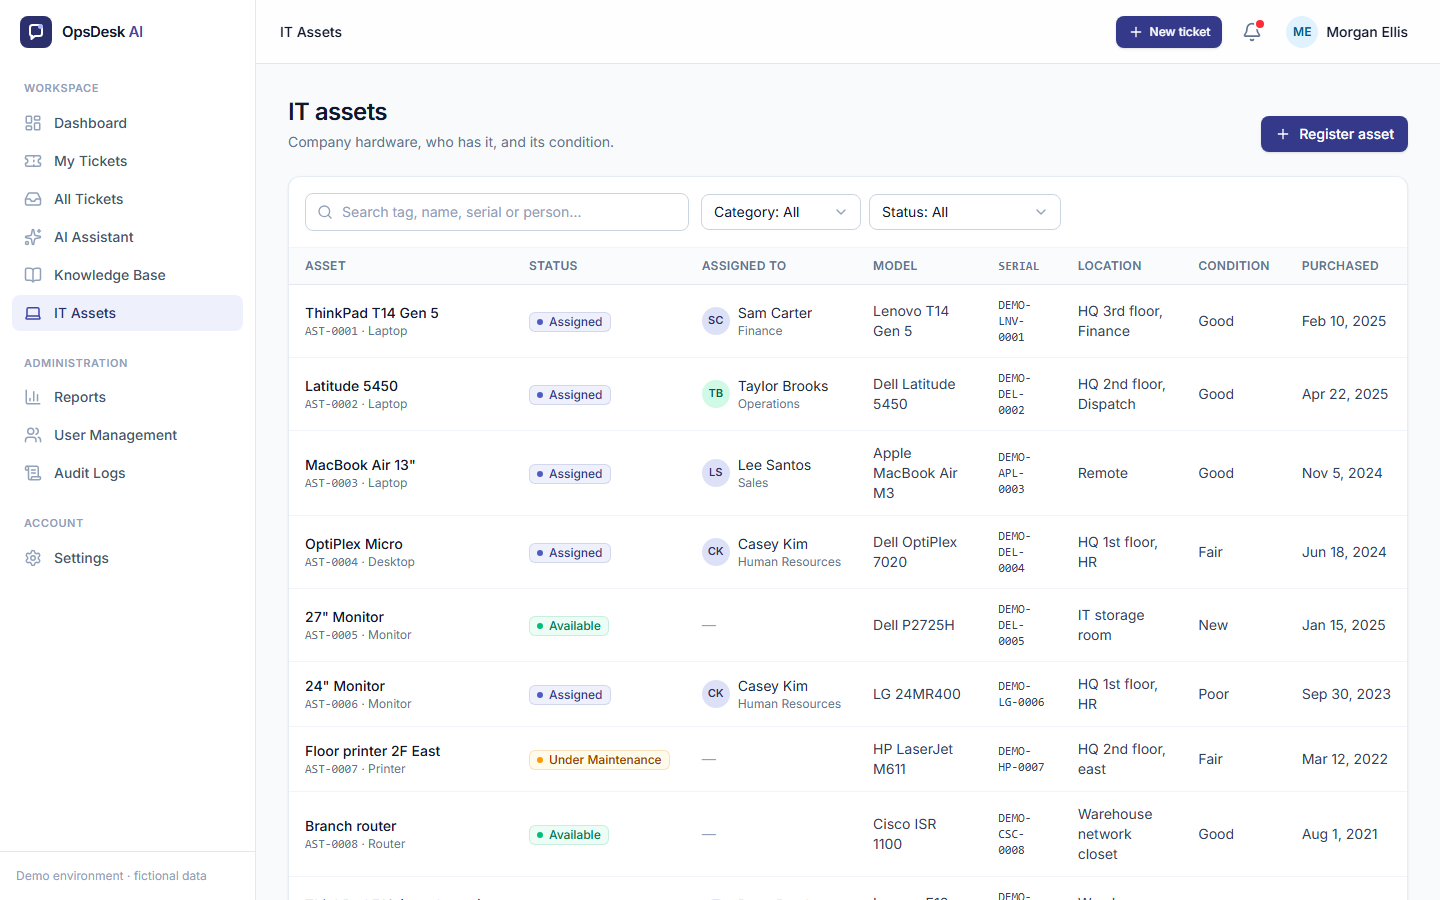 OpsDesk AI
IT Assets
New ticket
ME
Morgan Ellis
WORKSPACE
Dashboard
My Tickets
All Tickets
AI Assistant
Knowledge Base
IT Assets
ADMINISTRATION
Reports
User Management
Audit Logs
ACCOUNT
Settings
Demo environment · fictional data
IT assets
Company hardware, who has it, and its condition.
Register asset
Search tag, name, serial or person...
Category: All
Status: All
ASSET STATUS ASSIGNED TO MODEL SERIAL LOCATION CONDITION PURCHASED
ThinkPad T14 Gen 5
AST-0001 · Laptop
Assigned
SC
Sam Carter
Finance
Lenovo T14
Gen 5
DEMO-
LNV-
0001
HQ 3rd floor,
Finance
Good
Feb 10, 2025
Latitude 5450
AST-0002 · Laptop
Assigned
TB
Taylor Brooks
Operations
Dell Latitude
5450
DEMO-
DEL-
0002
HQ 2nd floor,
Dispatch
Good
Apr 22, 2025
MacBook Air 13"
AST-0003 · Laptop
Assigned
LS
Lee Santos
Sales
Apple
MacBook Air
M3
DEMO-
APL-
0003
Remote
Good
Nov 5, 2024
OptiPlex Micro
AST-0004 · Desktop
Assigned
CK
Casey Kim
Human Resources
Dell OptiPlex
7020
DEMO-
DEL-
0004
HQ 1st floor,
HR
Fair
Jun 18, 2024
27" Monitor
AST-0005 · Monitor
Available
—
Dell P2725H
DEMO-
DEL-
0005
IT storage
room
New
Jan 15, 2025
24" Monitor
AST-0006 · Monitor
Assigned
CK
Casey Kim
Human Resources
LG 24MR400
DEMO-
LG-0006
HQ 1st floor,
HR
Poor
Sep 30, 2023
Floor printer 2F East
AST-0007 · Printer
Under Maintenance
—
HP LaserJet
M611
DEMO-
HP-0007
HQ 2nd floor,
east
Fair
Mar 12, 2022
Branch router
AST-0008 · Router
Available
—
Cisco ISR
1100
DEMO-
CSC-
0008
Warehouse
network
closet
Good
Aug 1, 2021
DEMO-